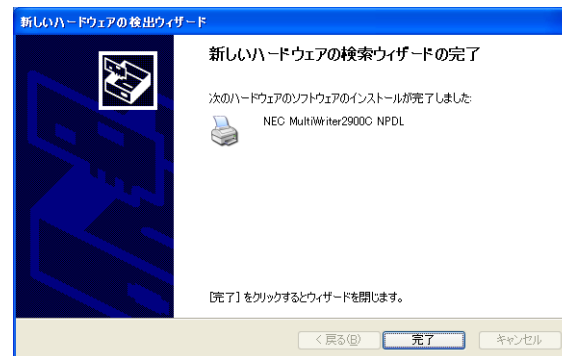 新しいハードウェアの検出ウィザード
新しいハードウェアの検索ウィザードの完了
次のハードウェアのソフトウェアのインストールが完了しました:
NEC MultiWriter2900C NPDL
[完了] をクリックするとウィザードを閉じます。
< 戻る(B) 完了 キャンセル